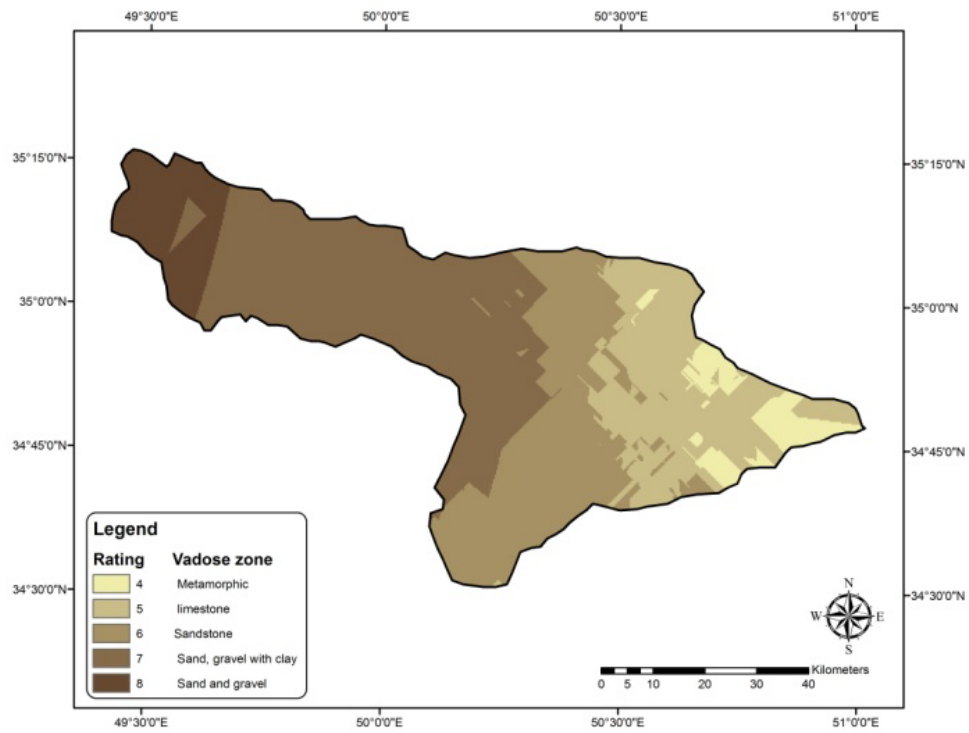 49°30'0"E 50°0'0"E 50°30'0"E 51°0'0"E
35°15'0"N 35°15'0"N
35°0'0"N 35°0'0"N
34°45'0"N 34°45'0"N
34°30'0"N 34°30'0"N
Legend
Rating Vadose zone
4 Metamorphic
5 limestone
6 Sandstone
7 Sand, gravel with clay
8 Sand and gravel
N
W E
S
Kilometers
0 5 10 20 30 40
49°30'0"E 50°0'0"E 50°30'0"E 51°0'0"E